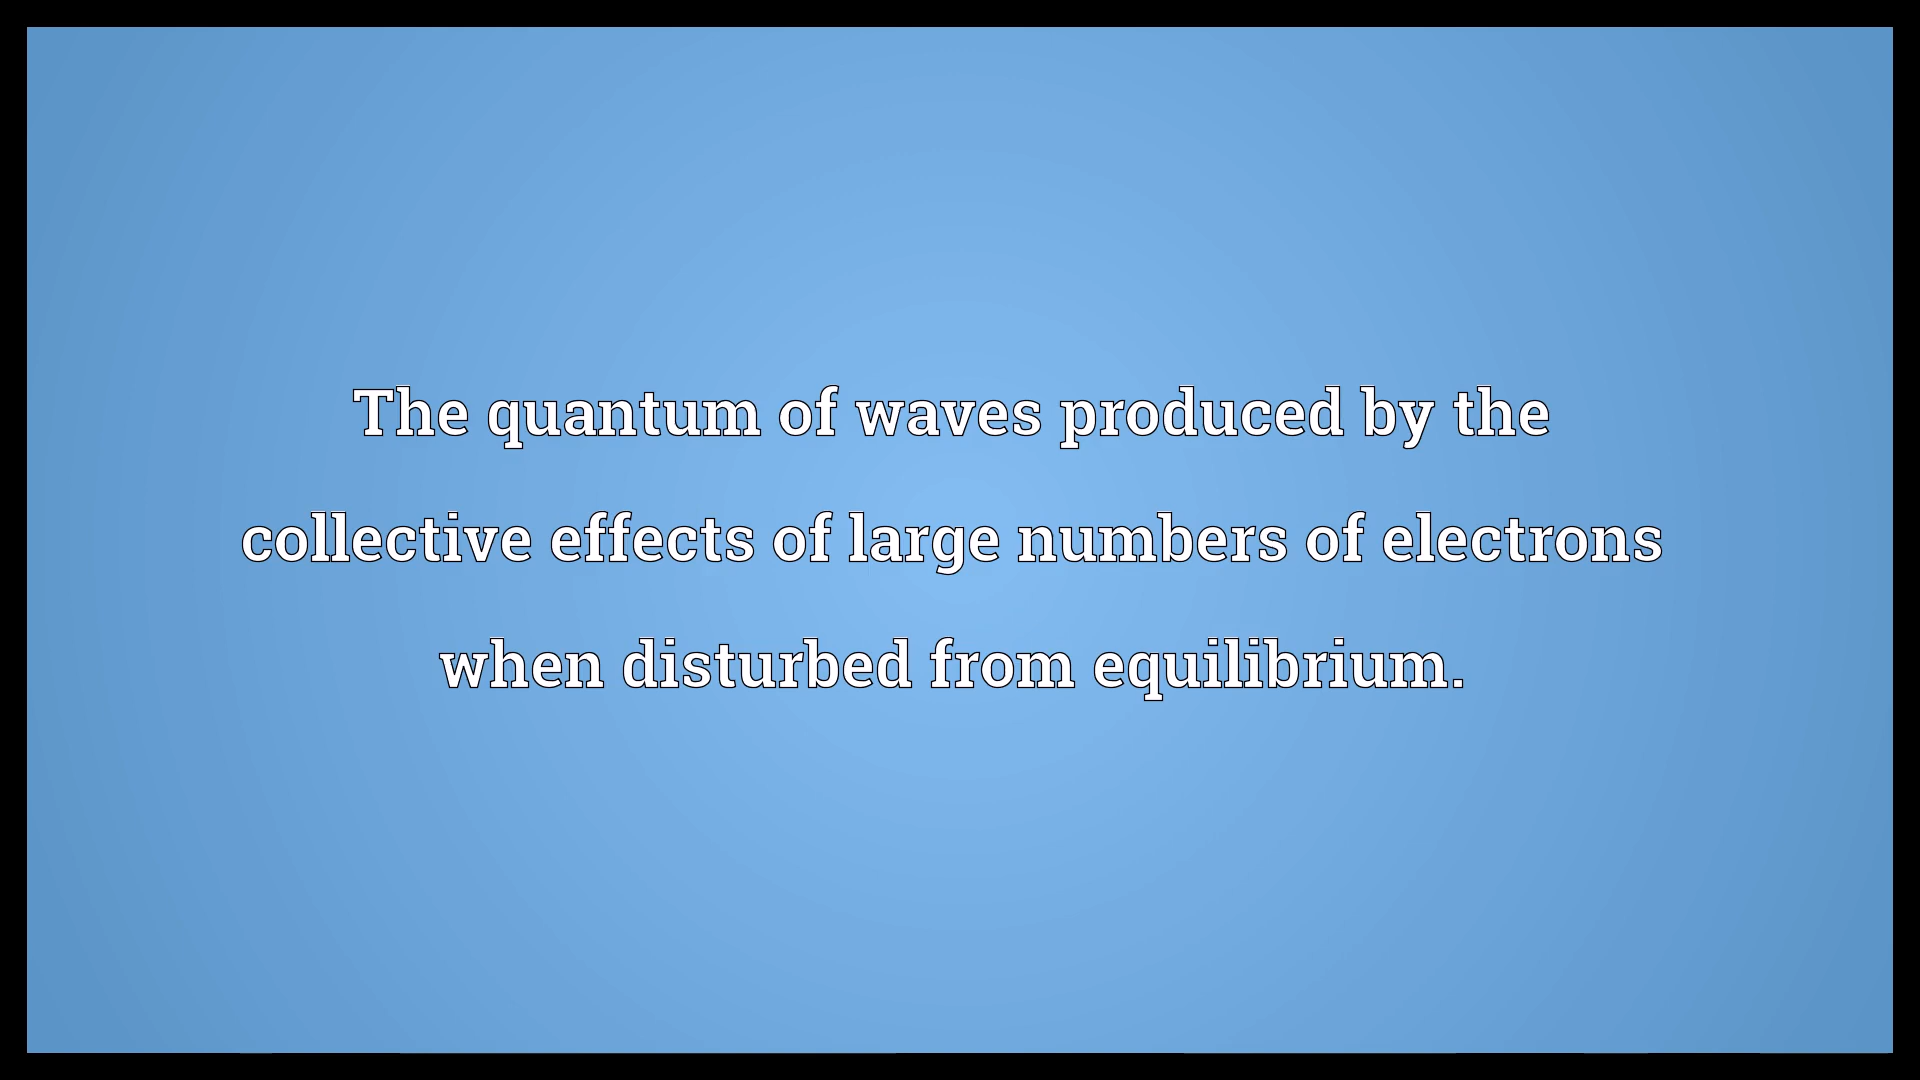 The quantum of waves produced by the
collective effects of large numbers of electrons
when disturbed from equilibrium.